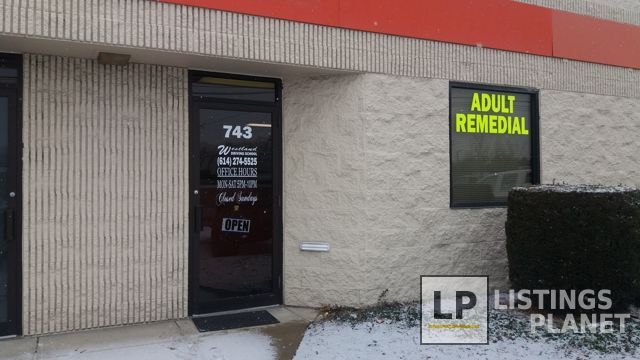 743
Westland
DRIVING SCHOOL
(614) 274-5525
OFFICE HOURS
MON-SAT 5PM-10PM
Closed Sundays
OPEN
ADULT
REMEDIAL
LP
LISTINGS
PLANET